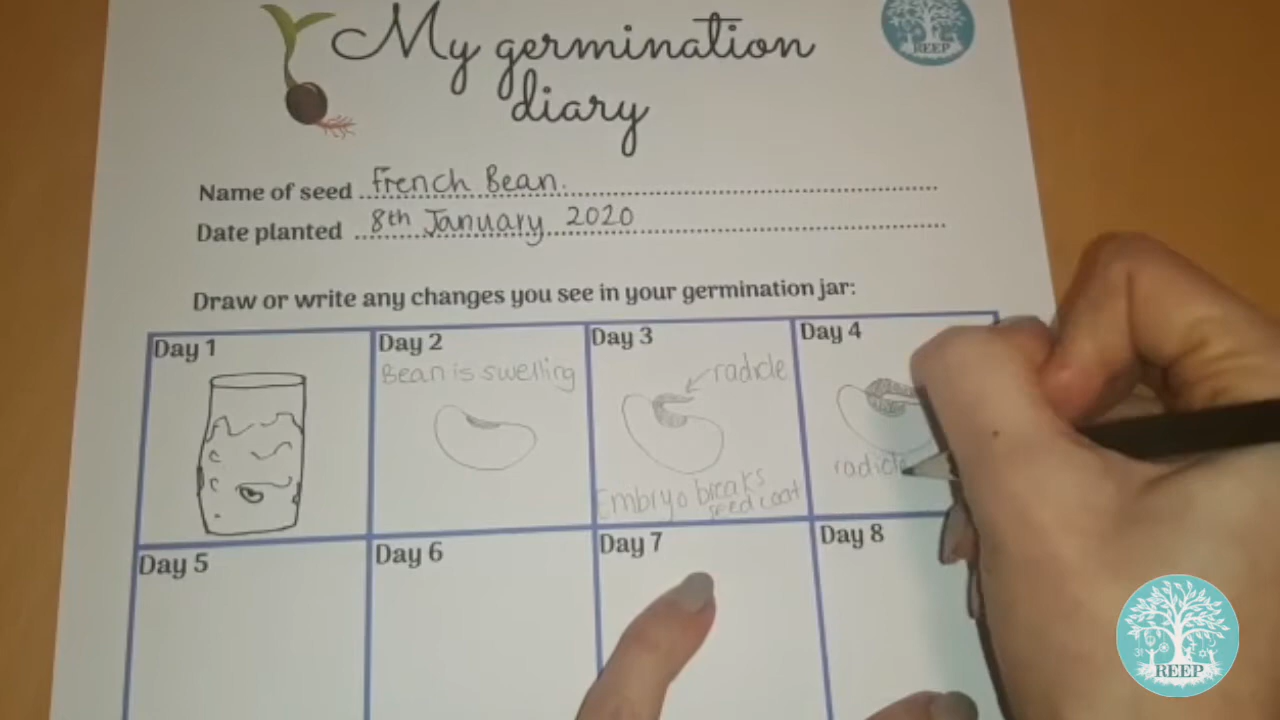 My germination
diary
REEP
Name of seed French Bean.
Date planted 8th January 2020
Draw or write any changes you see in your germination jar:
Day 1
Day 2
Bean is swelling
Day 3
radicle
Embryo breaks
seed coat
Day 4
radicle
Day 5
Day 6
Day 7
Day 8
REEP